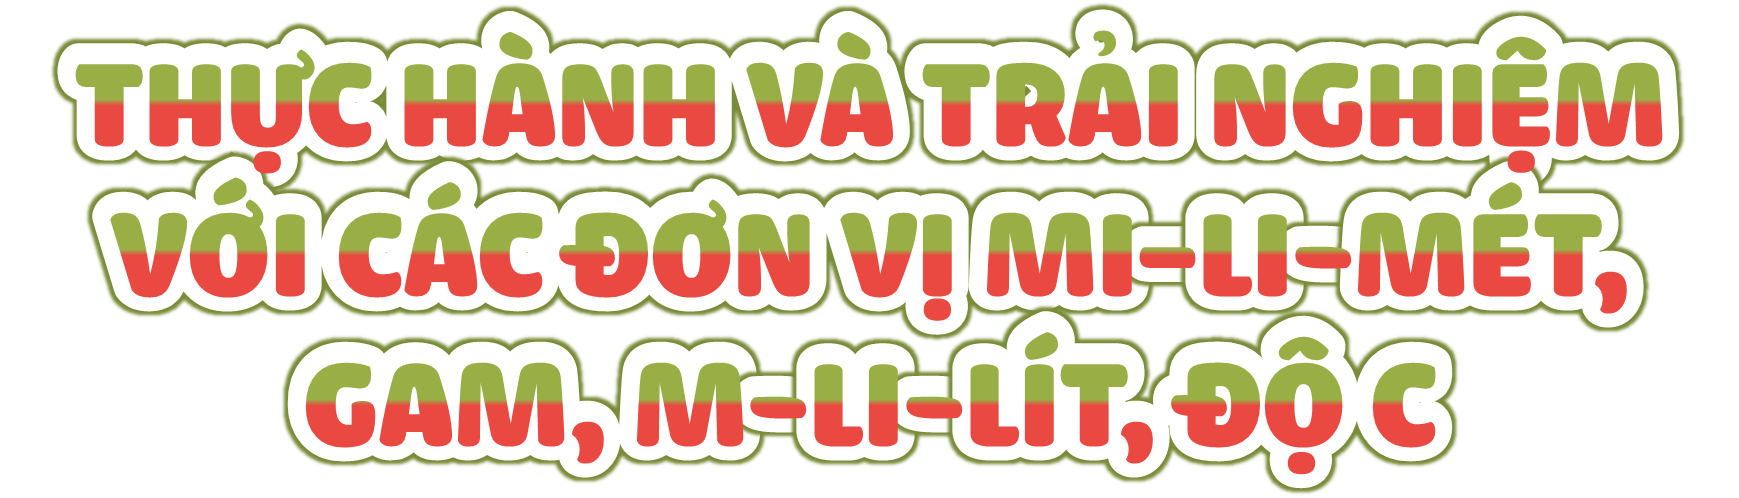 THỰC HÀNH VÀ TRẢI NGHIỆM
VỚI CÁC ĐƠN VỊ MI-LI-MÉT,
GAM, M-LI-LÍT, ĐỘ C